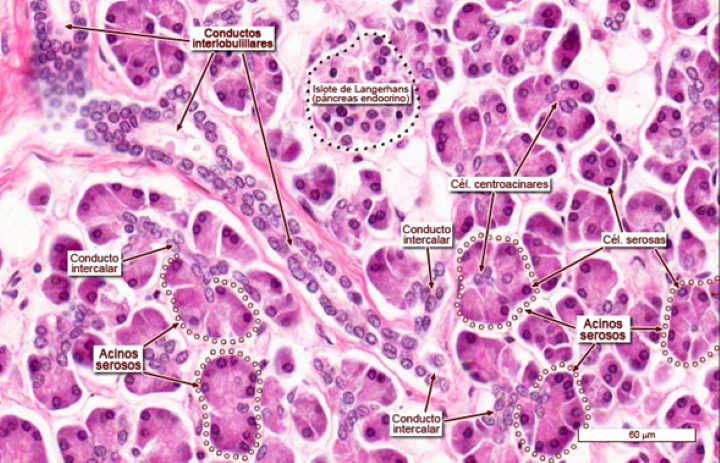 Conductos
interlobulillares
Islote de Langerhans
(páncreas endocrino)
Cél. centroacinares
Conducto
intercalar
Cél. serosas
Conducto
intercalar
Acinos
serosos
Acinos
serosos
Conducto
intercalar
60 µm